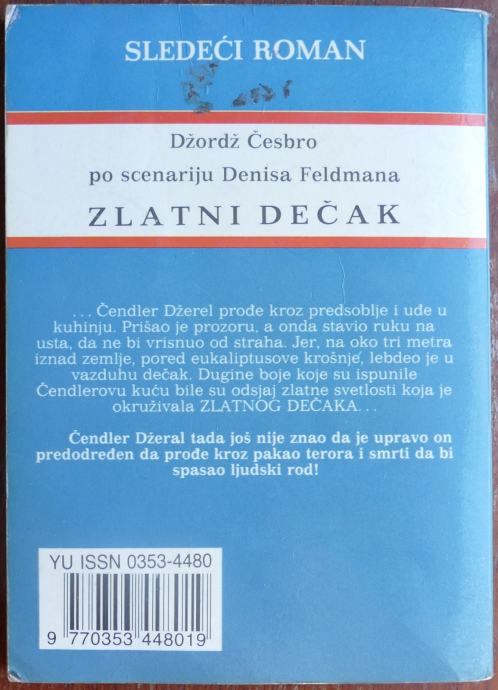 SLEDEĆI ROMAN
Džordž Česbro
po scenariju Denisa Feldmana
ZLATNI DEČAK
. . . Čendler Džerel prođe kroz predsoblje i uđe u
kuhinju. Prišao je prozoru, a onda stavio ruku na
usta, da ne bi vrisnuo od straha. Jer, na oko tri metra
iznad zemlje, pored eukaliptusove krošnje, lebdeo je u
vazduhu dečak. Dugine boje koje su ispunile
Čendlerovu kuću bile su odsjaj zlatne svetlosti koja je
okruživala ZLATNOG DEČAKA. . .
Čendler Džeral tada još nije znao da je upravo on
predodređen da prođe kroz pakao terora i smrti da bi
spasao ljudski rod!
YU ISSN 0353-4480
9 770353 448019